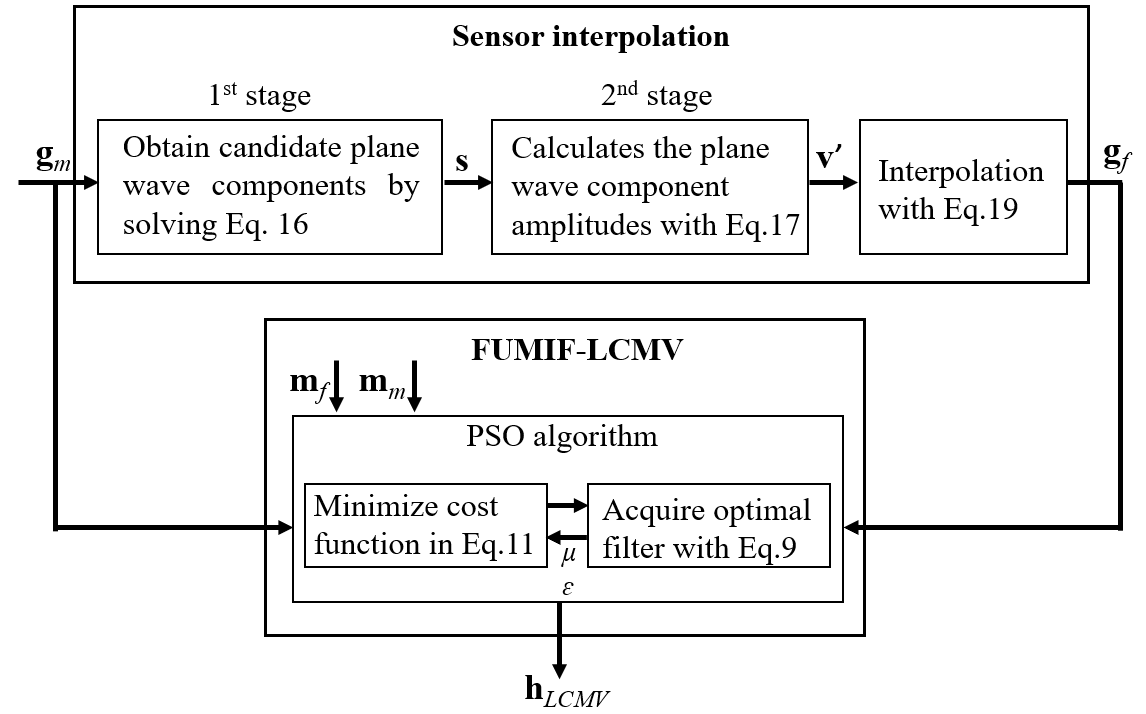 Sensor interpolation
1st stage
2nd stage
gm
Obtain candidate plane
wave components by
solving Eq. 16
s
Calculates the plane
wave component
amplitudes with Eq.17
v′
Interpolation
with Eq.19
gf
FUMIF-LCMV
mf
mm
PSO algorithm
Minimize cost
function in Eq.11
μ
ε
Acquire optimal
filter with Eq.9
hLCMV